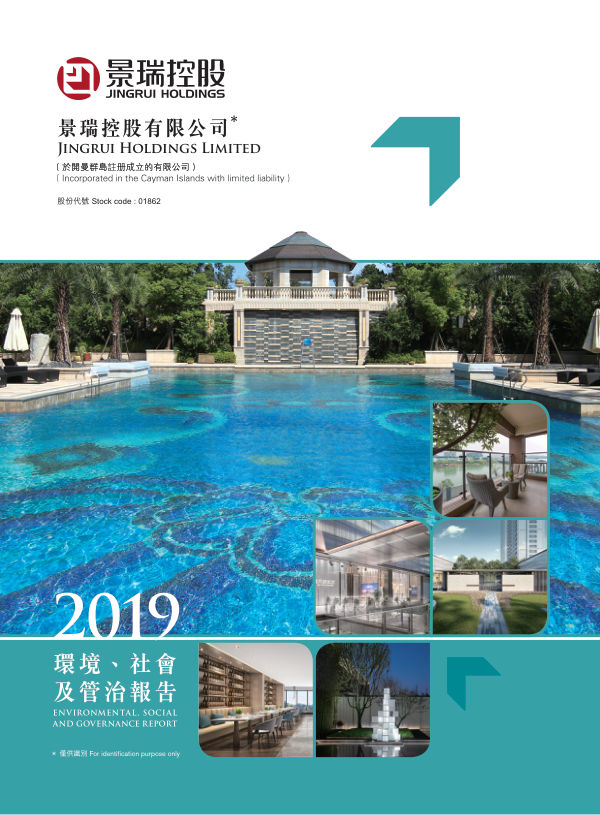 景瑞控股
JINGRUI HOLDINGS
景瑞控股有限公司*
JINGRUI HOLDINGS LIMITED
(於開曼群島註册成立的有限公司)
(Incorporated in the Cayman Islands with limited liability)
股份代號 Stock code : 01862
2019
環境、社會
及管治報告
ENVIRONMENTAL, SOCIAL
AND GOVERNANCE REPORT
* 僅供識別 For identification purpose only